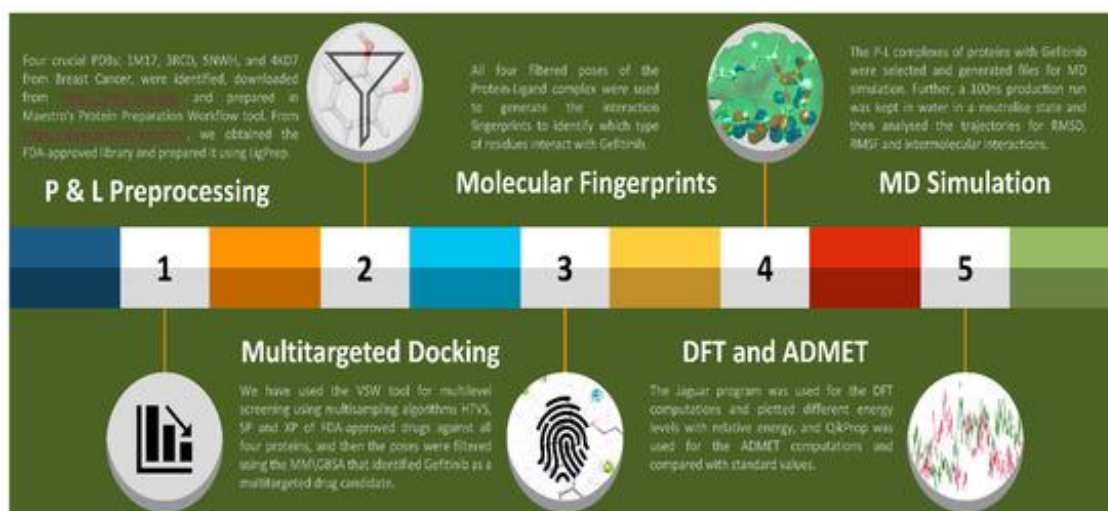 Four crucial PDBs: 1M17, 3RCD, 5NWH, and 4KD7
from Breast Cancer, were identified, downloaded
from and prepared in
Maestro's Protein Preparation Workflow tool. From
, we obtained the
FDA-approved library and prepared it using LigPrep.
P & L Preprocessing
All four filtered poses of the
Protein-Ligand complex were used
to generate the interaction
fingerprints to identify which type
of residues interact with Gefitinib.
Molecular Fingerprints
The P-L complexes of proteins with Gefitinib
were selected and generated files for MD
simulation. Further, a 100ns production run
was kept in water in a neutralise state and
then analysed the trajectories for RMSD,
RMSF and intermolecular interactions.
MD Simulation
1
2
3
4
5
Multitargeted Docking
We have used the VSW tool for multilevel
screening using multisampling algorithms HTVS,
SP and XP of FDA-approved drugs against all
four proteins, and then the poses were filtered
using the MM\GBSA that identified Gefitinib as a
multitargeted drug candidate.
DFT and ADMET
The Jaguar program was used for the DFT
computations and plotted different energy
levels with relative energy, and QikProp was
used for the ADMET computations and
compared with standard values.